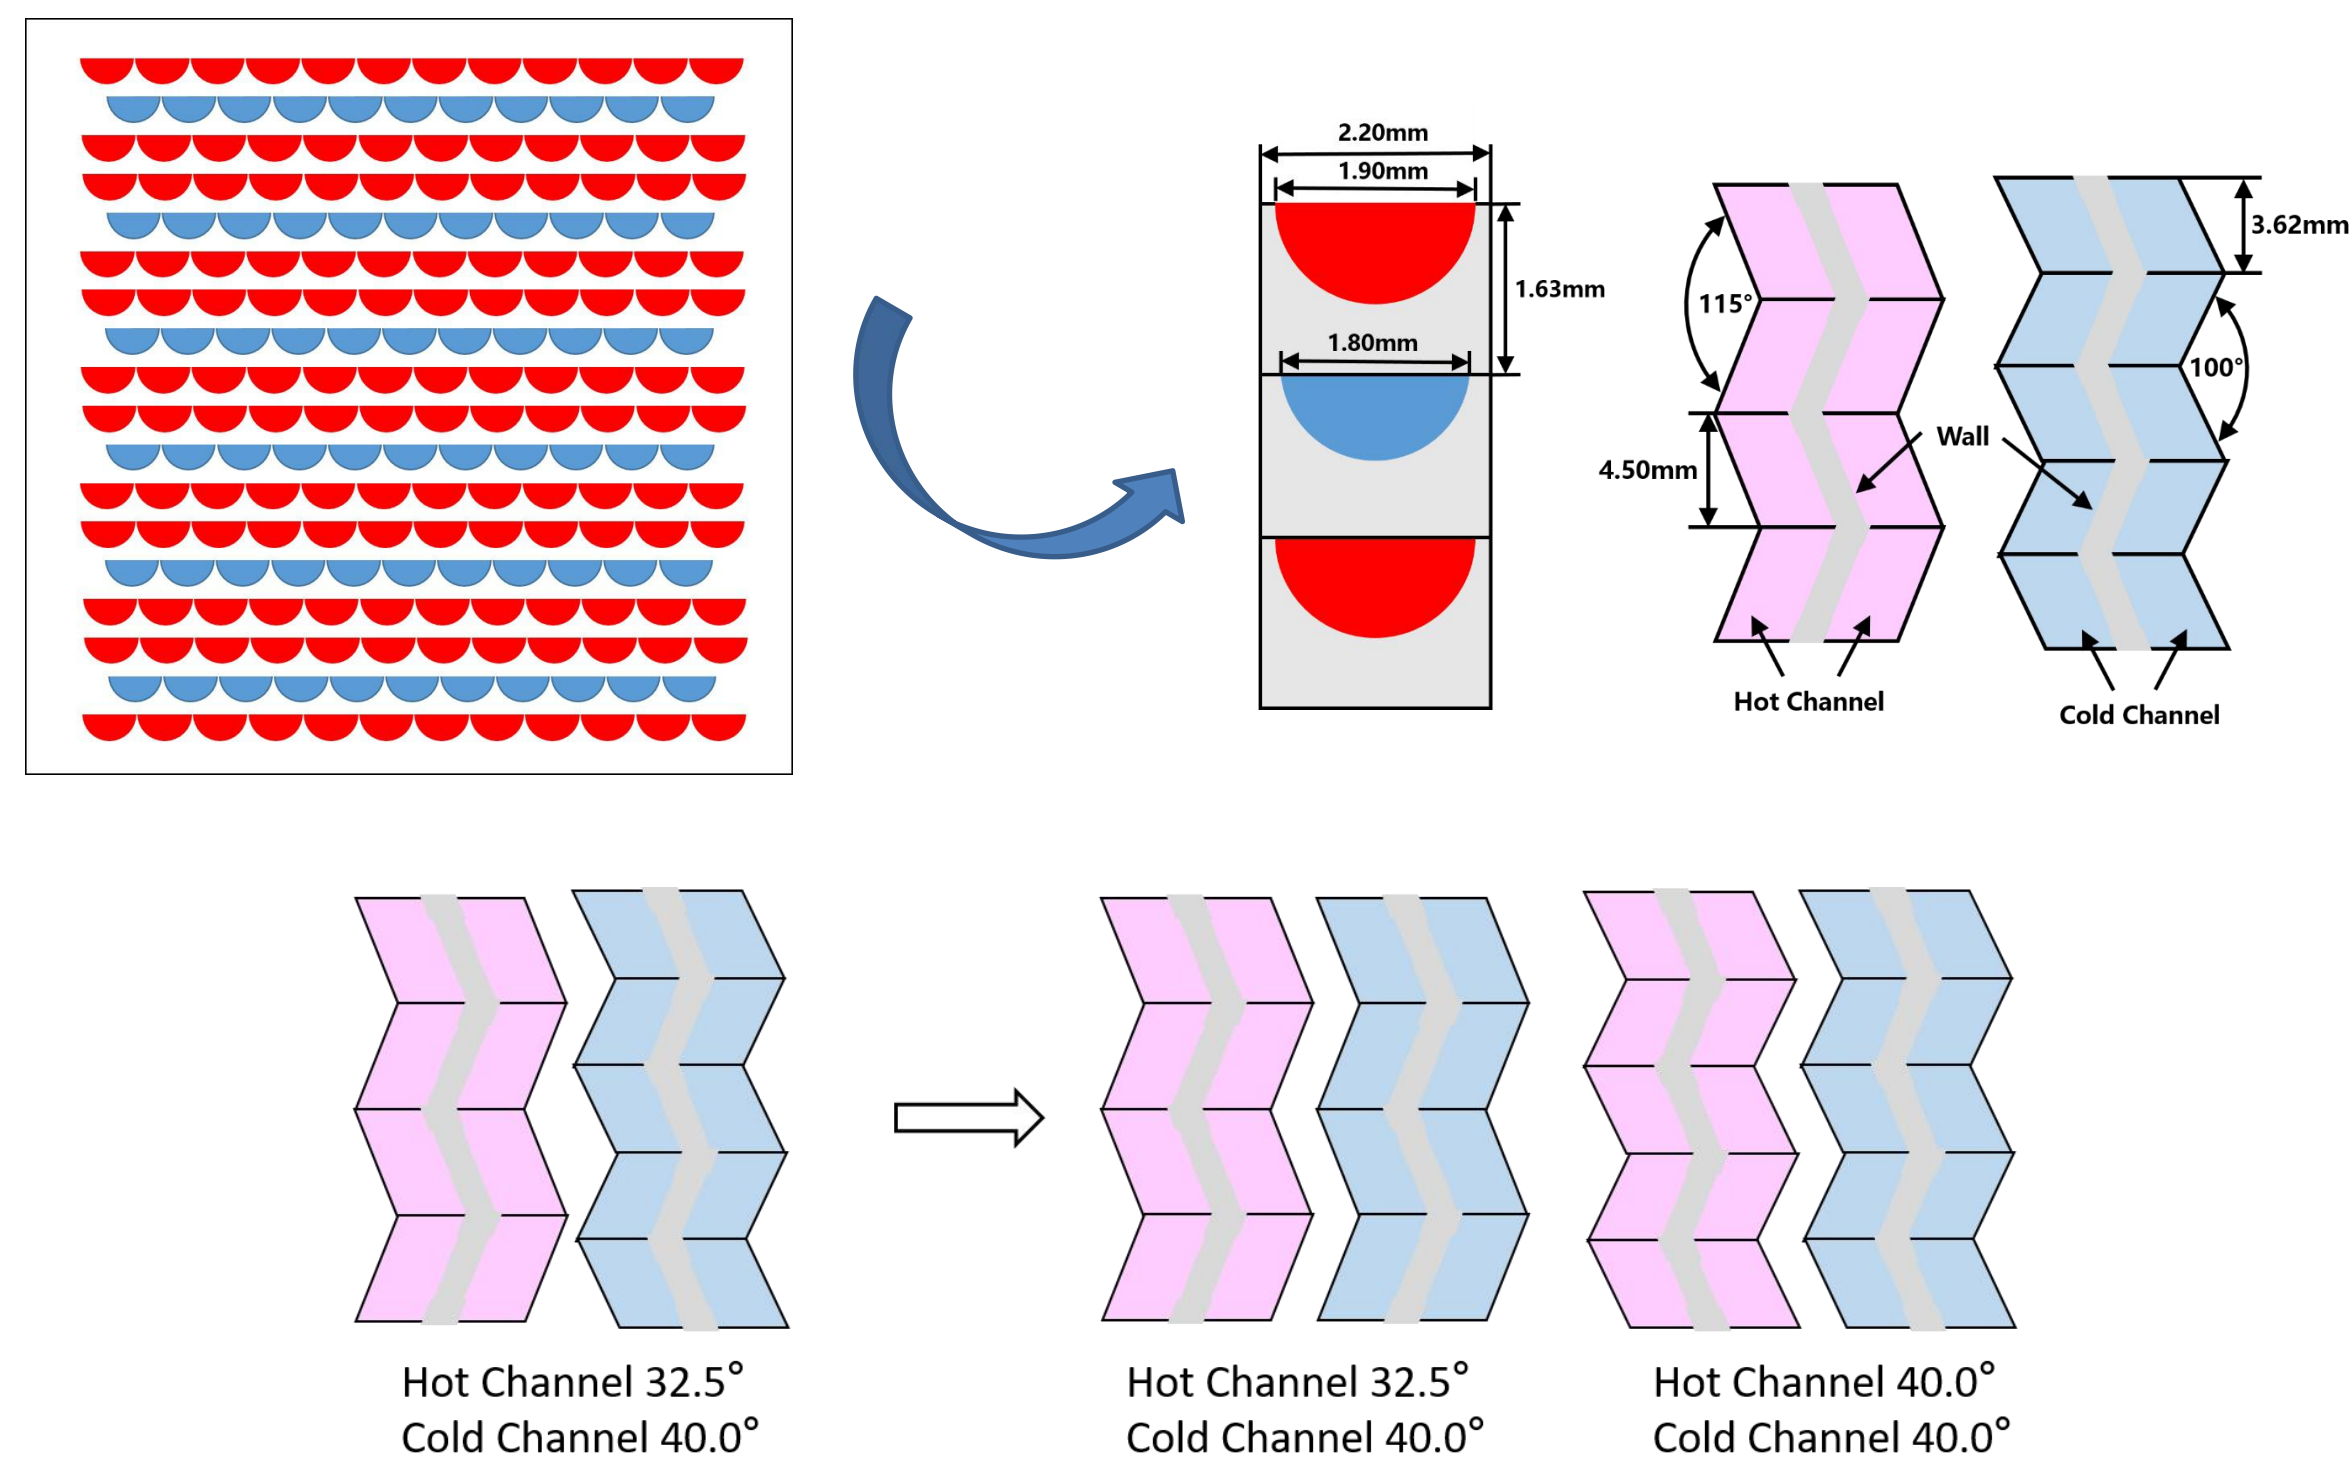 2.20mm
1.90mm
1.63mm
1.80mm
115°
4.50mm
Wall
Hot Channel
3.62mm
100°
Cold Channel
Hot Channel 32.5°
Cold Channel 40.0°
Hot Channel 32.5°
Cold Channel 40.0°
Hot Channel 40.0°
Cold Channel 40.0°